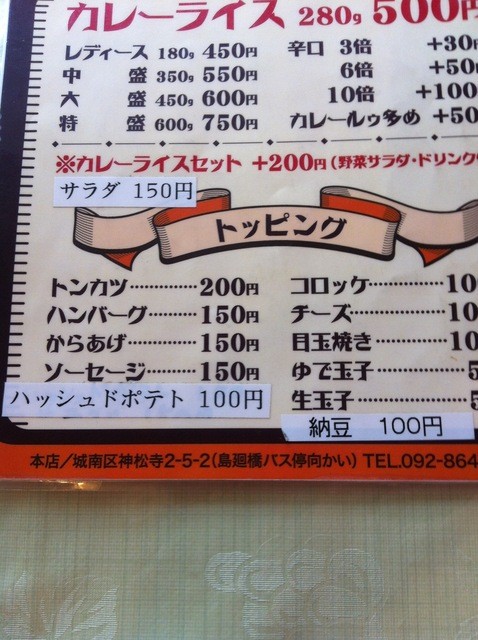 カレーライス 280g 500円
レディース 180g 450円
中盛 350g 550円
大盛 450g 600円
特盛 600g 750円
辛口 3倍 +30円
6倍 +50
10倍 +100
カレールゥ多め +50
※カレーライスセット +200円(野菜サラダ・ドリンク
サラダ 150円
トッピング
トンカツ…………200円
ハンバーグ………150円
からあげ…………150円
ソーセージ………150円
ハッシュドポテト 100円
コロッケ…………10
チーズ……………10
目玉焼き…………10
ゆで玉子…………5
生玉子……………5
納豆 100円
本店/城南区神松寺2-5-2(島廻橋バス停向かい) TEL.092-864